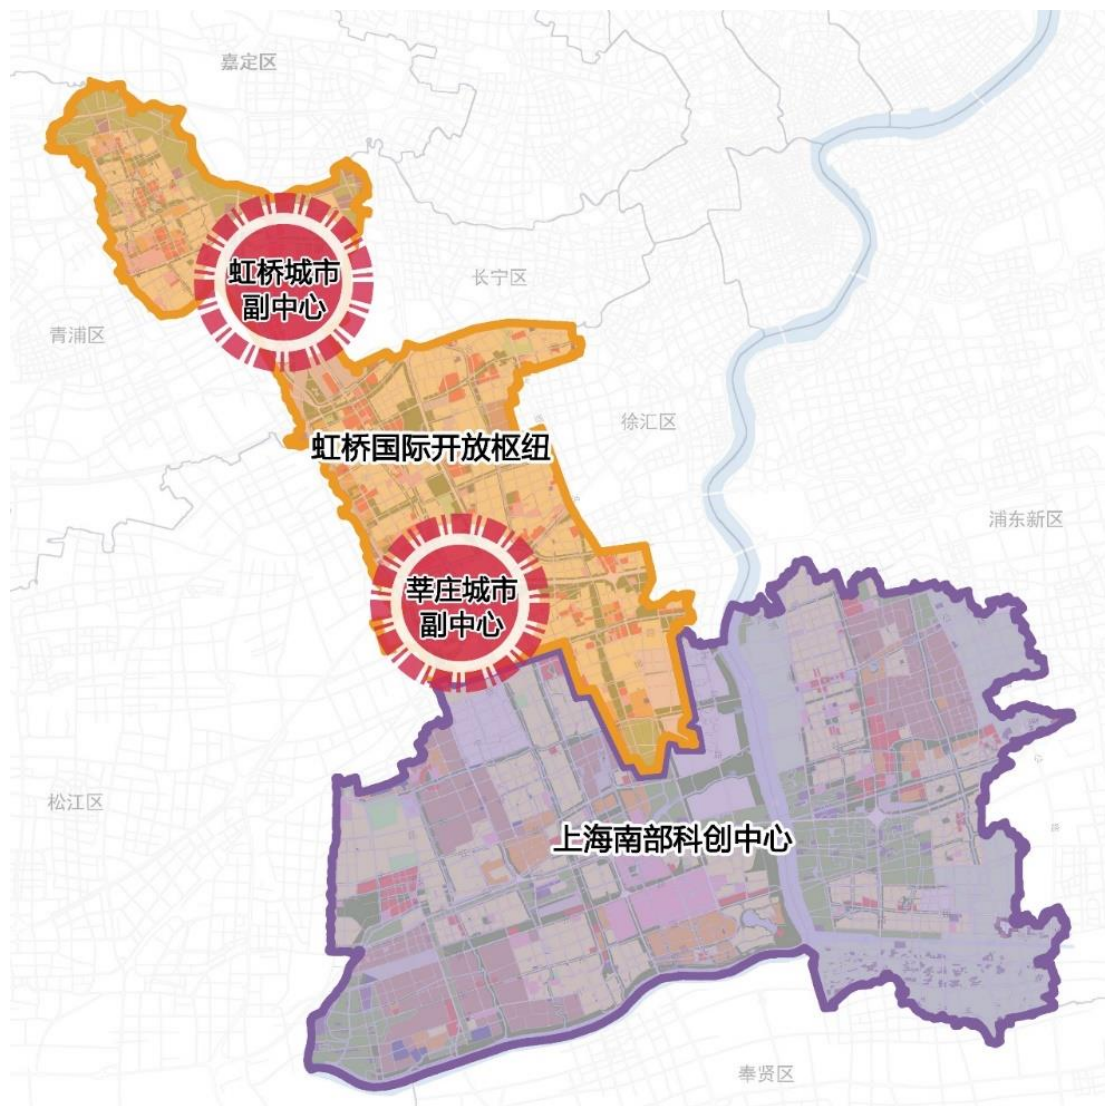 嘉定区
虹桥城市
副中心
长宁区
青浦区
徐汇区
虹桥国际开放枢纽
浦东新区
莘庄城市
副中心
松江区
上海南部科创中心
奉贤区